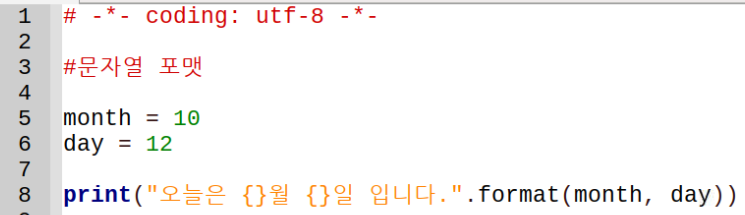 1 # -*- coding: utf-8 -*-
2
3 #문자열 포맷
4
5 month = 10
6 day = 12
7
8 print("오늘은 {}월 {}일 입니다.".format(month, day))